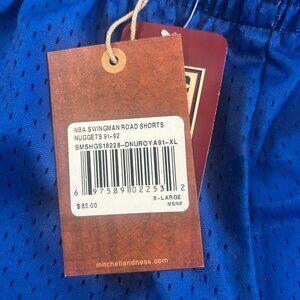 NBA SWINGMAN ROAD SHORTS
NUGGETS 91-92
SMSHGS18228-DNUROYA91-XL
6 97589 02253 2
X-LARGE
$ 85.00 MSRP
mitchellandness.com